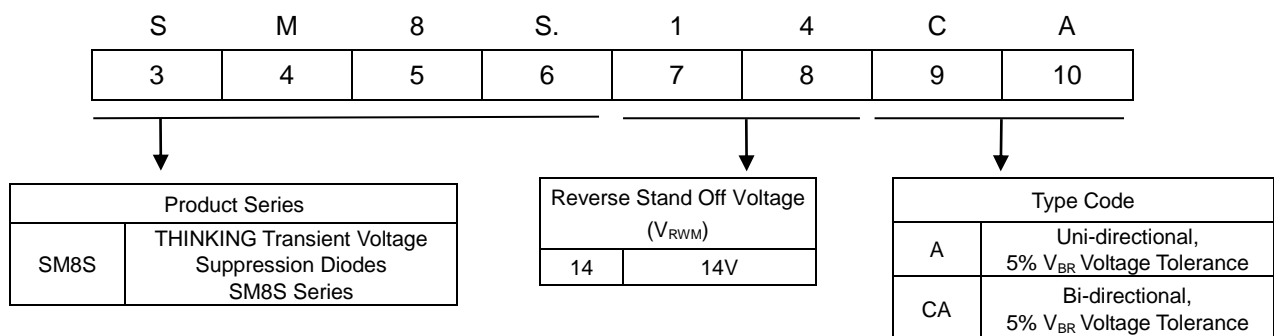 S M 8 S. 1 4 C A
3 4 5 6 7 8 9 10
Product Series
SM8S
THINKING Transient Voltage
Suppression Diodes
SM8S Series
Reverse Stand Off Voltage
(VRWM)
14 14V
Type Code
A
Uni-directional,
5% VBR Voltage Tolerance
CA
Bi-directional,
5% VBR Voltage Tolerance